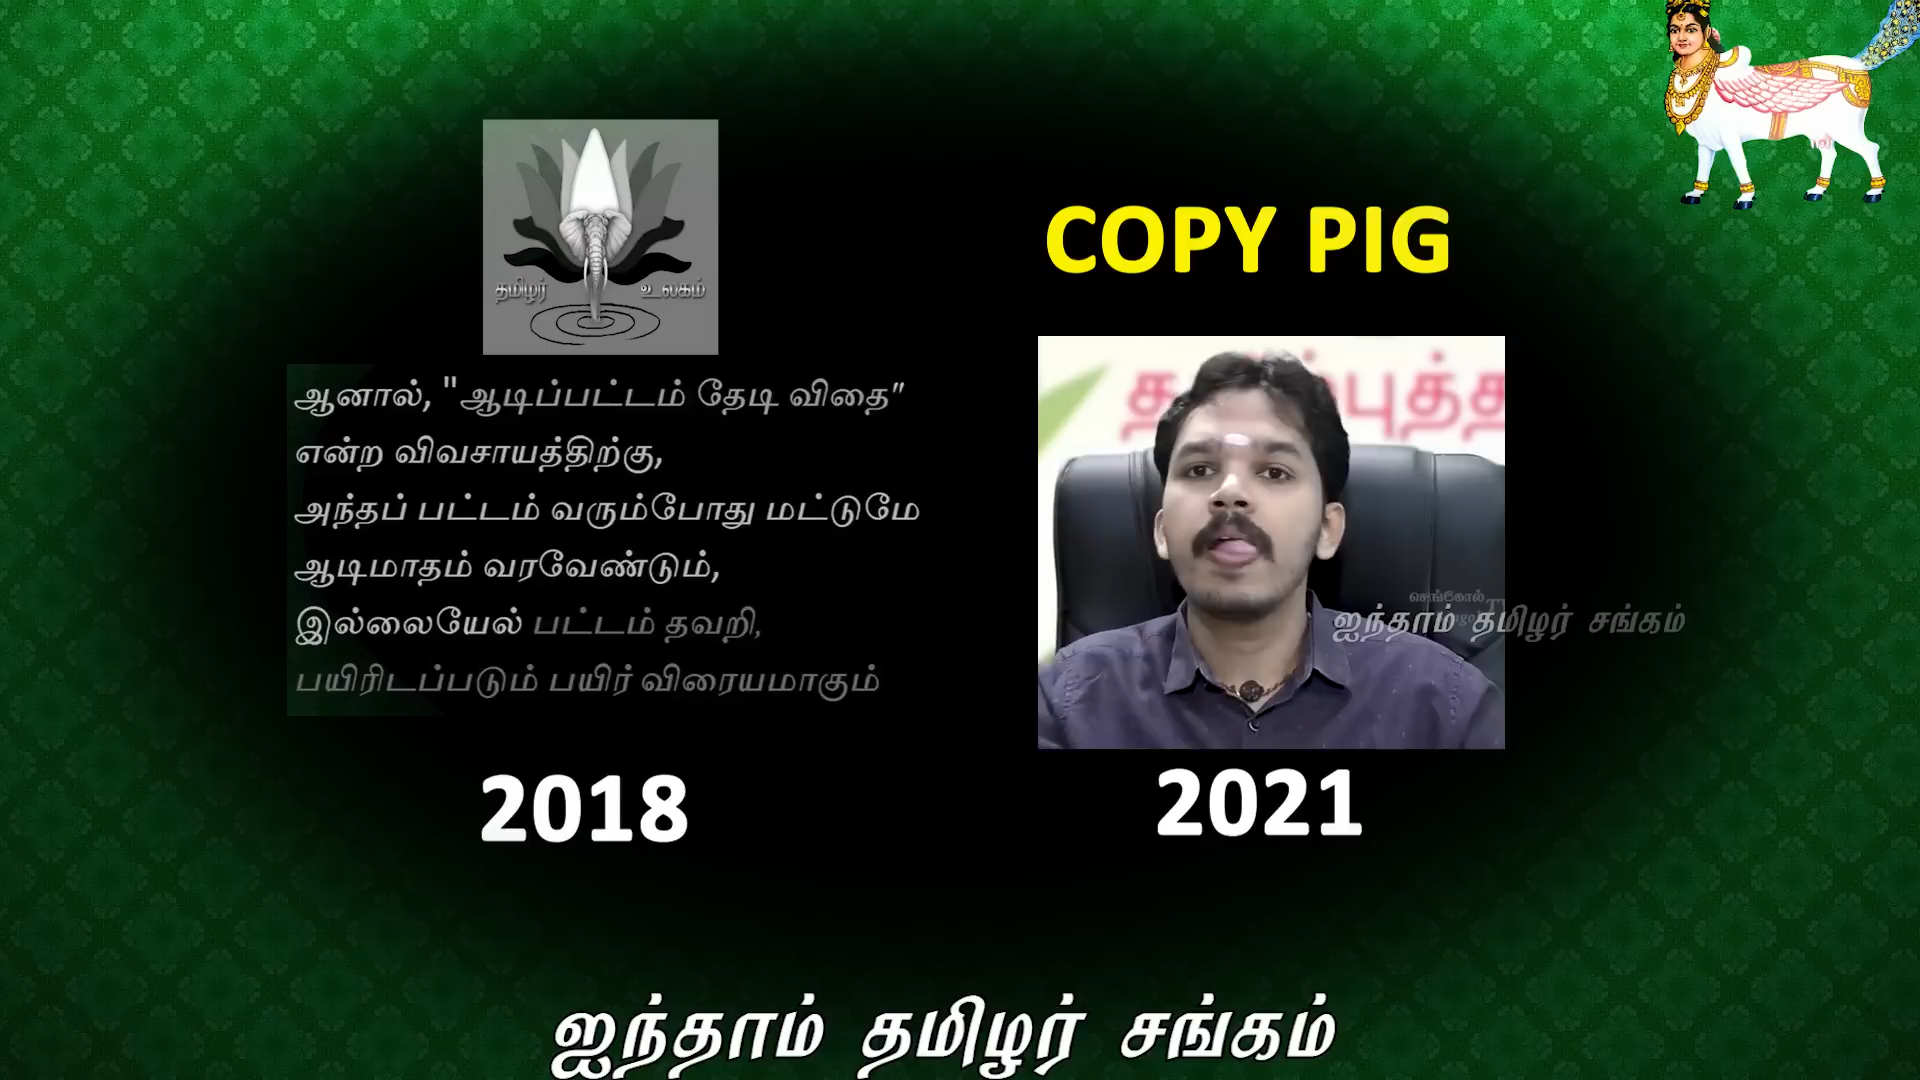 தமிழர் உலகம்
ஆனால், "ஆடிப்பட்டம் தேடி விதை"
என்ற விவசாயத்திற்கு,
அந்தப் பட்டம் வரும்போது மட்டுமே
ஆடிமாதம் வரவேண்டும்,
இல்லையேல் பட்டம் தவறி,
பயிரிடப்படும் பயிர் விரையமாகும்
2018
COPY PIG
செங்கோல்
ஐந்தாம் தமிழர் சங்கம்
2021
ஐந்தாம் தமிழர் சங்கம்